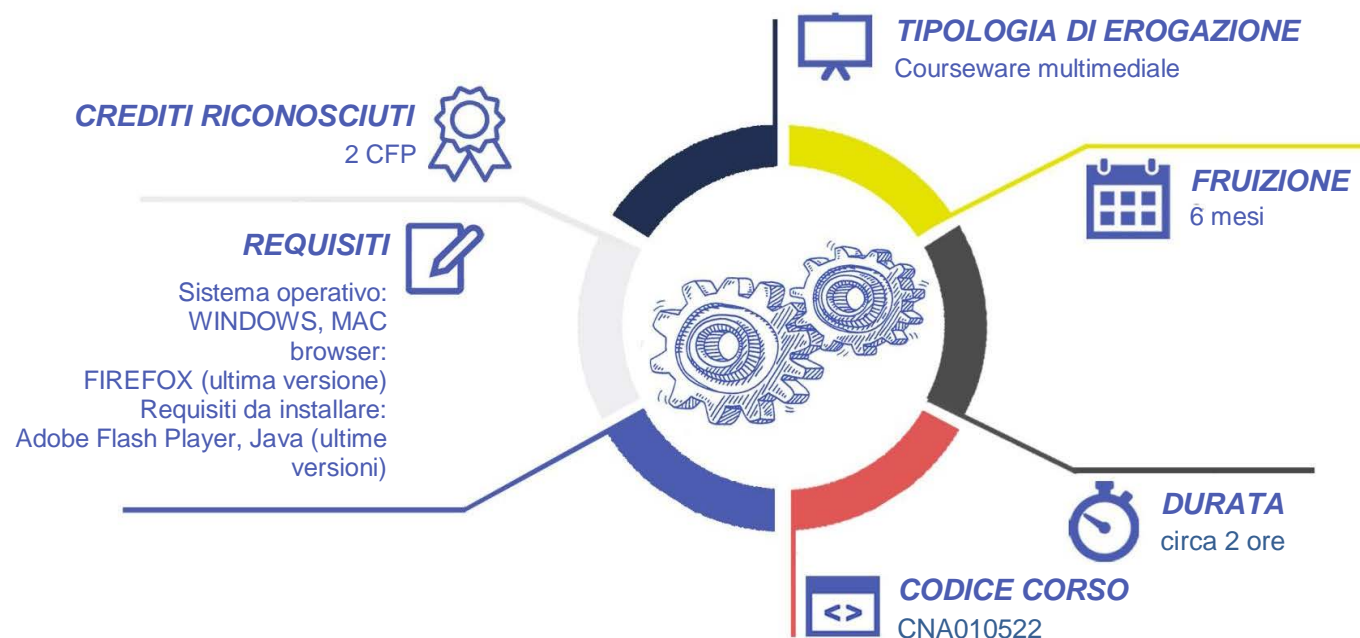 TIPOLOGIA DI EROGAZIONE
Courseware multimediale
CREDITI RICONOSCIUTI
2 CFP
FRUIZIONE
6 mesi
REQUISITI
Sistema operativo:
WINDOWS, MAC
browser:
FIREFOX (ultima versione)
Requisiti da installare:
Adobe Flash Player, Java (ultime
versioni)
DURATA
circa 2 ore
CODICE CORSO
CNA010522